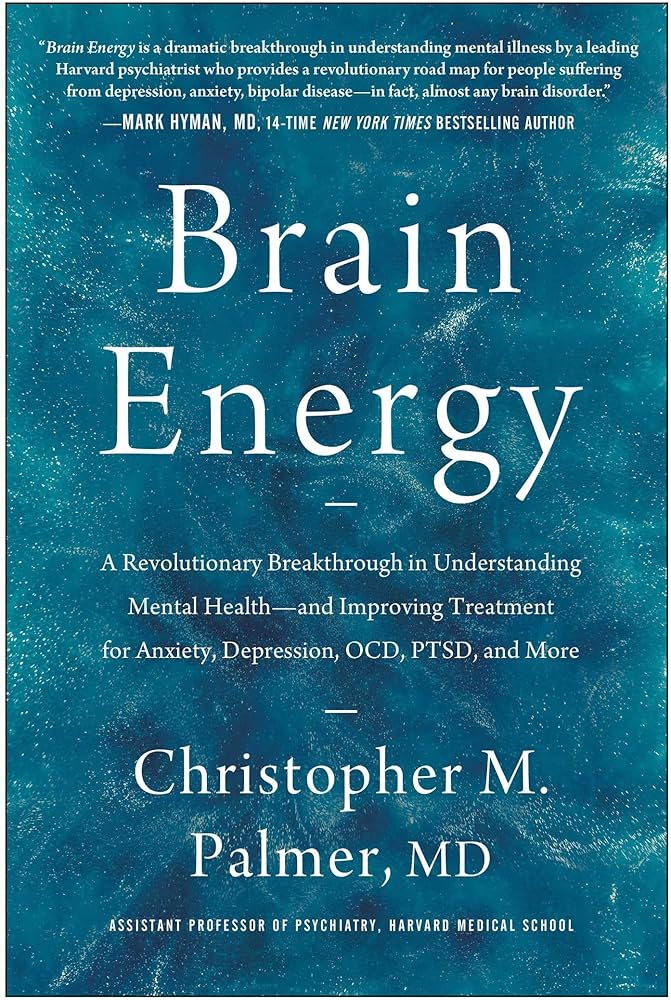 “Brain Energy is a dramatic breakthrough in understanding mental illness by a leading
Harvard psychiatrist who provides a revolutionary road map for people suffering
from depression, anxiety, bipolar disease—in fact, almost any brain disorder.”
—MARK HYMAN, MD, 14-TIME NEW YORK TIMES BESTSELLING AUTHOR
Brain
Energy
A Revolutionary Breakthrough in Understanding
Mental Health—and Improving Treatment
for Anxiety, Depression, OCD, PTSD, and More
Christopher M.
Palmer, MD
ASSISTANT PROFESSOR OF PSYCHIATRY, HARVARD MEDICAL SCHOOL